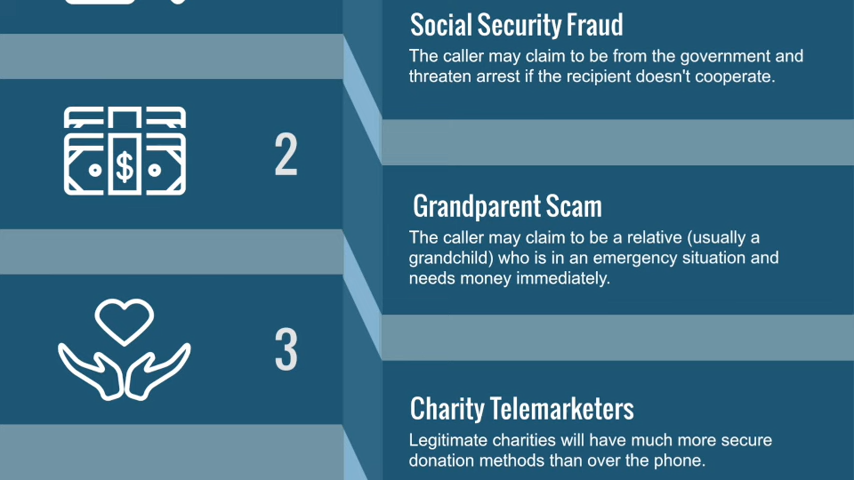 Social Security Fraud
The caller may claim to be from the government and
threaten arrest if the recipient doesn't cooperate.
2
$
Grandparent Scam
The caller may claim to be a relative (usually a
grandchild) who is in an emergency situation and
needs money immediately.
3
Charity Telemarketers
Legitimate charities will have much more secure
donation methods than over the phone.